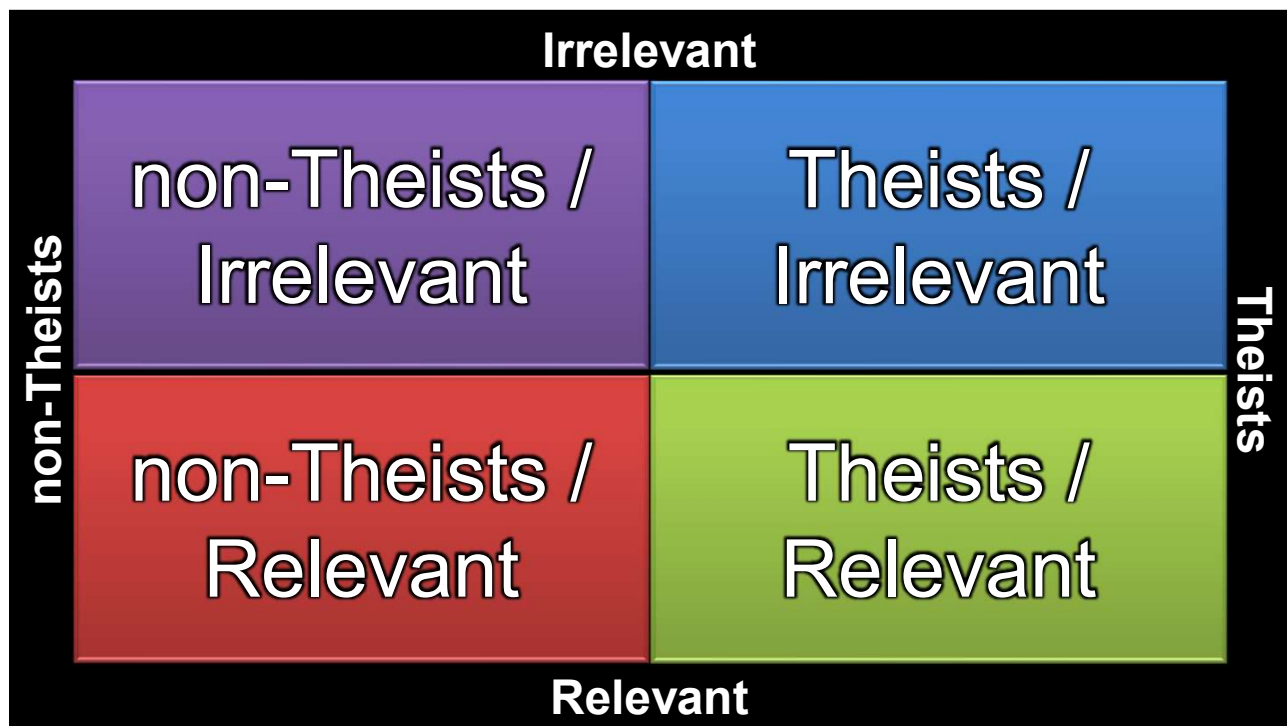 Irrelevant
non-Theists /
Irrelevant
Theists /
Irrelevant
non-Theists
Theists
non-Theists /
Relevant
Theists /
Relevant
Relevant